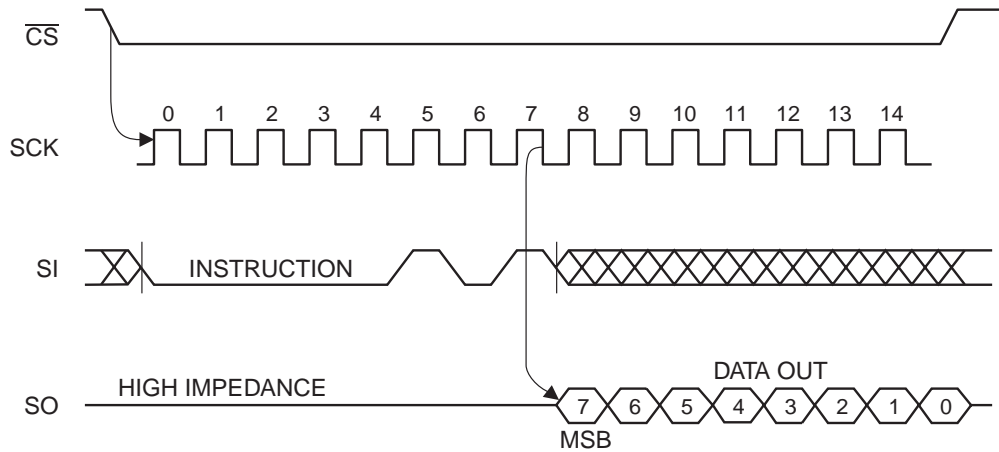 CS
0 1 2 3 4 5 6 7 8 9 10 11 12 13 14
SCK
SI
INSTRUCTION
HIGH IMPEDANCE
DATA OUT
SO
7 6 5 4 3 2 1 0
MSB